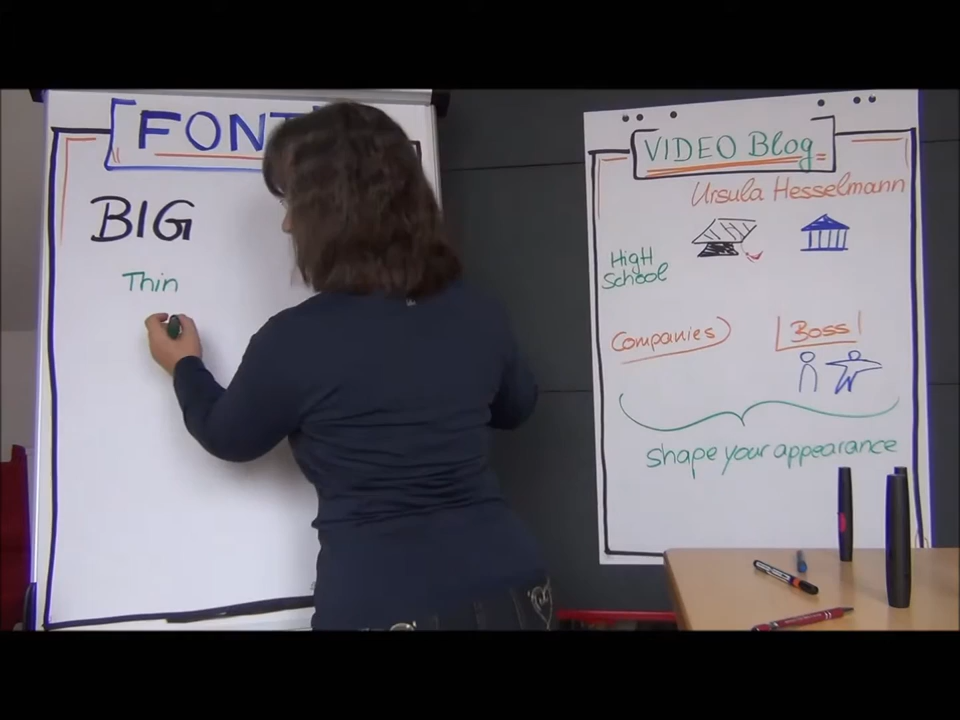 FONT
BIG
Thin
VIDEO Blog
Ursula Hesselmann
HigH
School
Companies
Boss
shape your appearance